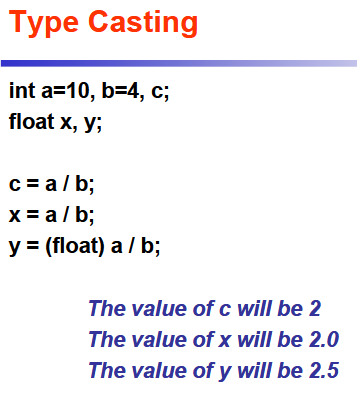 Type Casting
int a=10, b=4, c;
float x, y;
c = a / b;
x = a / b;
y = (float) a / b;
The value of c will be 2
The value of x will be 2.0
The value of y will be 2.5